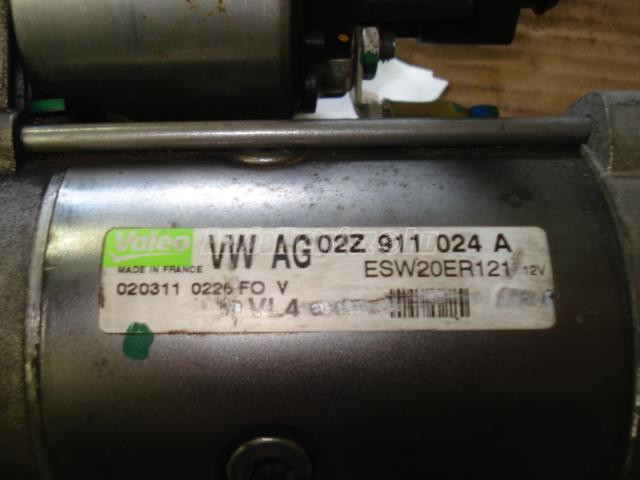 Valeo VW AG 02Z 911 024 A
MADE IN FRANCE ESW20ER121 12V
020311 0226 FO V
VL4